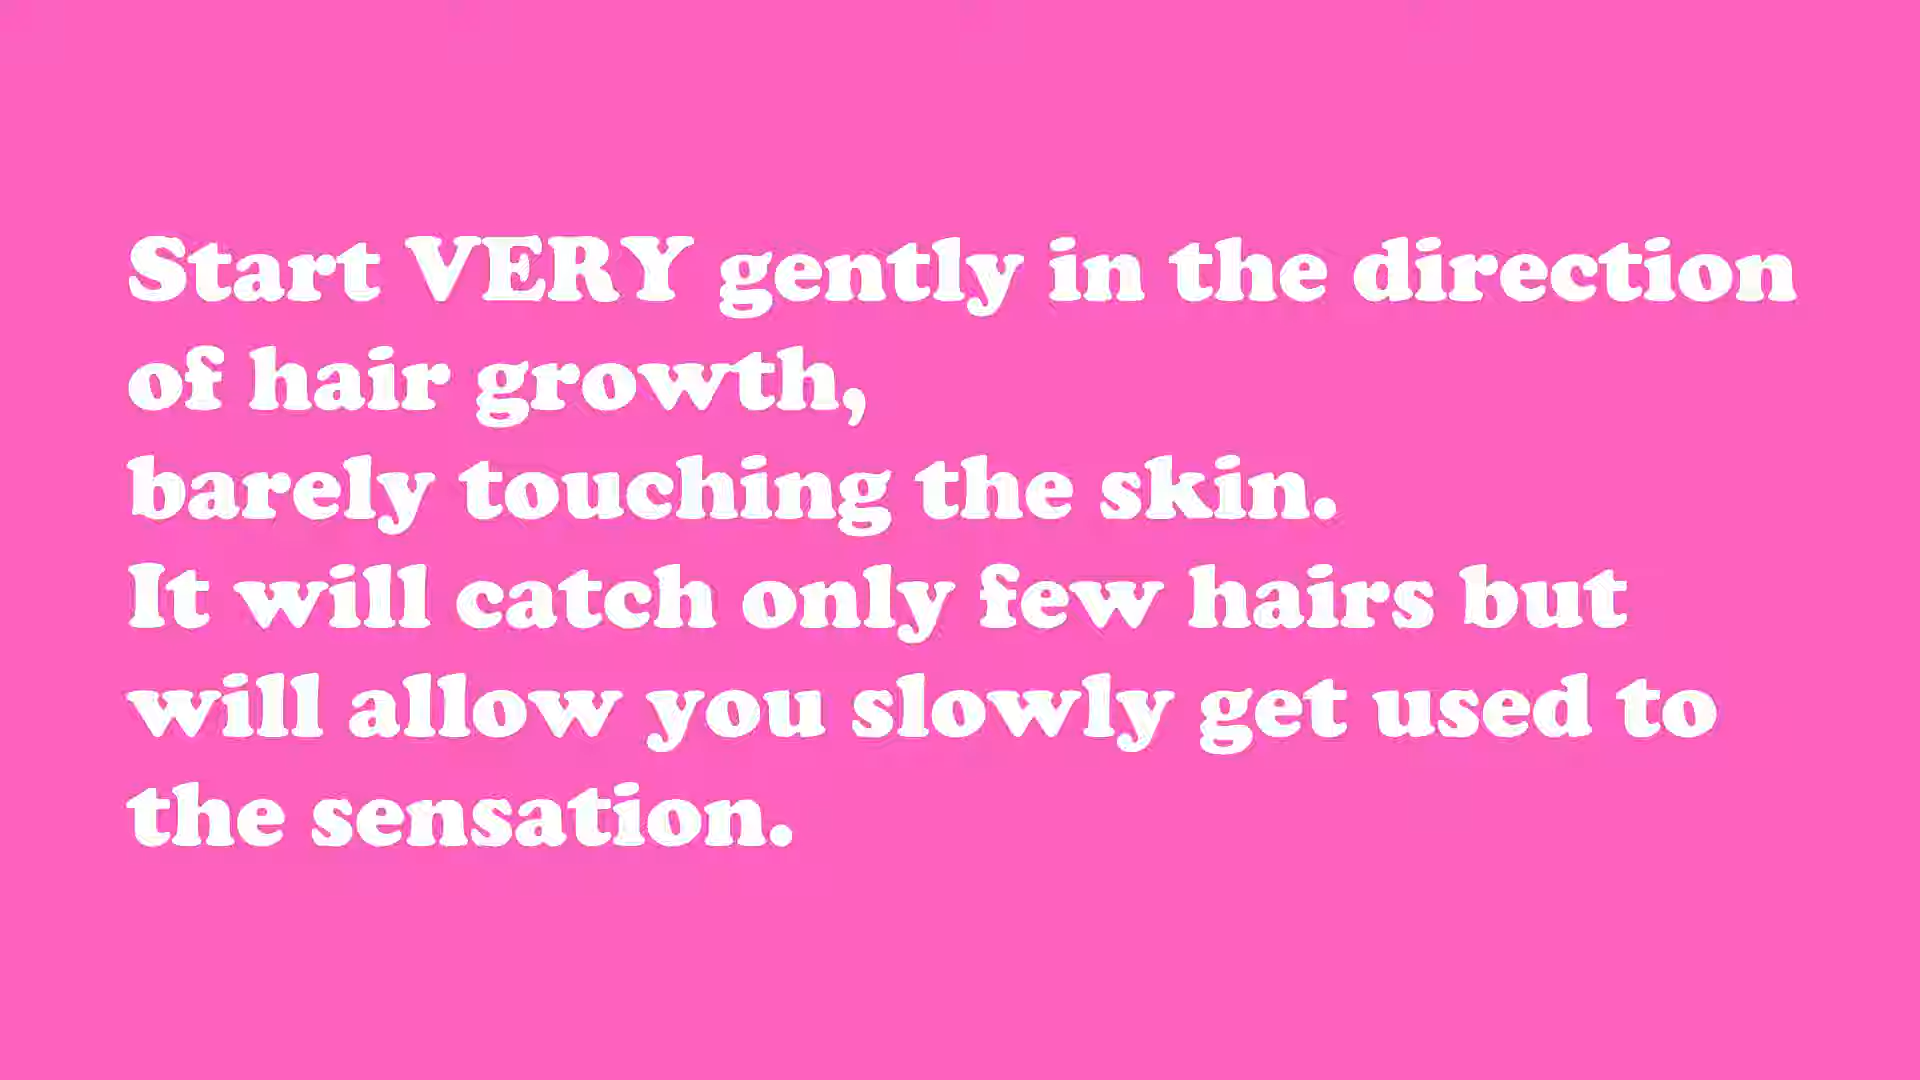 Start VERY gently in the direction
of hair growth,
barely touching the skin.
It will catch only few hairs but
will allow you slowly get used to
the sensation.